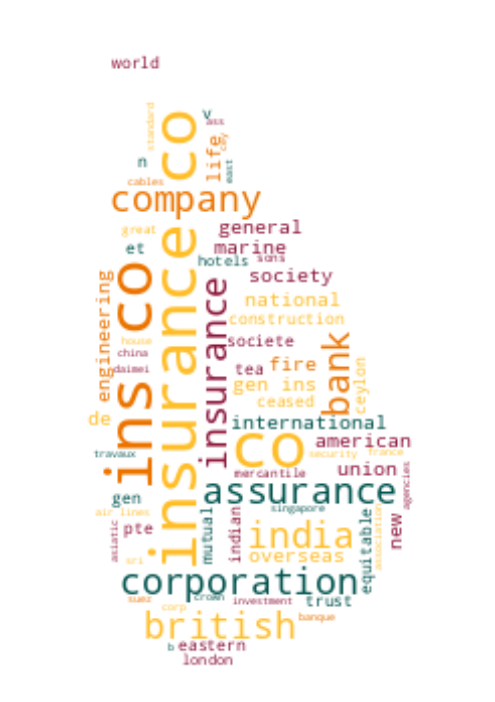 world
standard
insurance co
v
ass
life
city
east
n
cables
company
great
general
et
marine
hotels
sons
society
engineering
ins co
insurance
national
construction
house
societe
china
daimei
tea
fire
bank
ceylon
gen ins
ceased
de
international
co
american
travaux
security
france
mercantile
union
agencies
assurance
gen
singapore
air lines
asiatic
pte
mutual
indian
india
equitable
association
new
sri
overseas
corporation
suez
crown
investment
trust
corp
british
banque
b
eastern
london